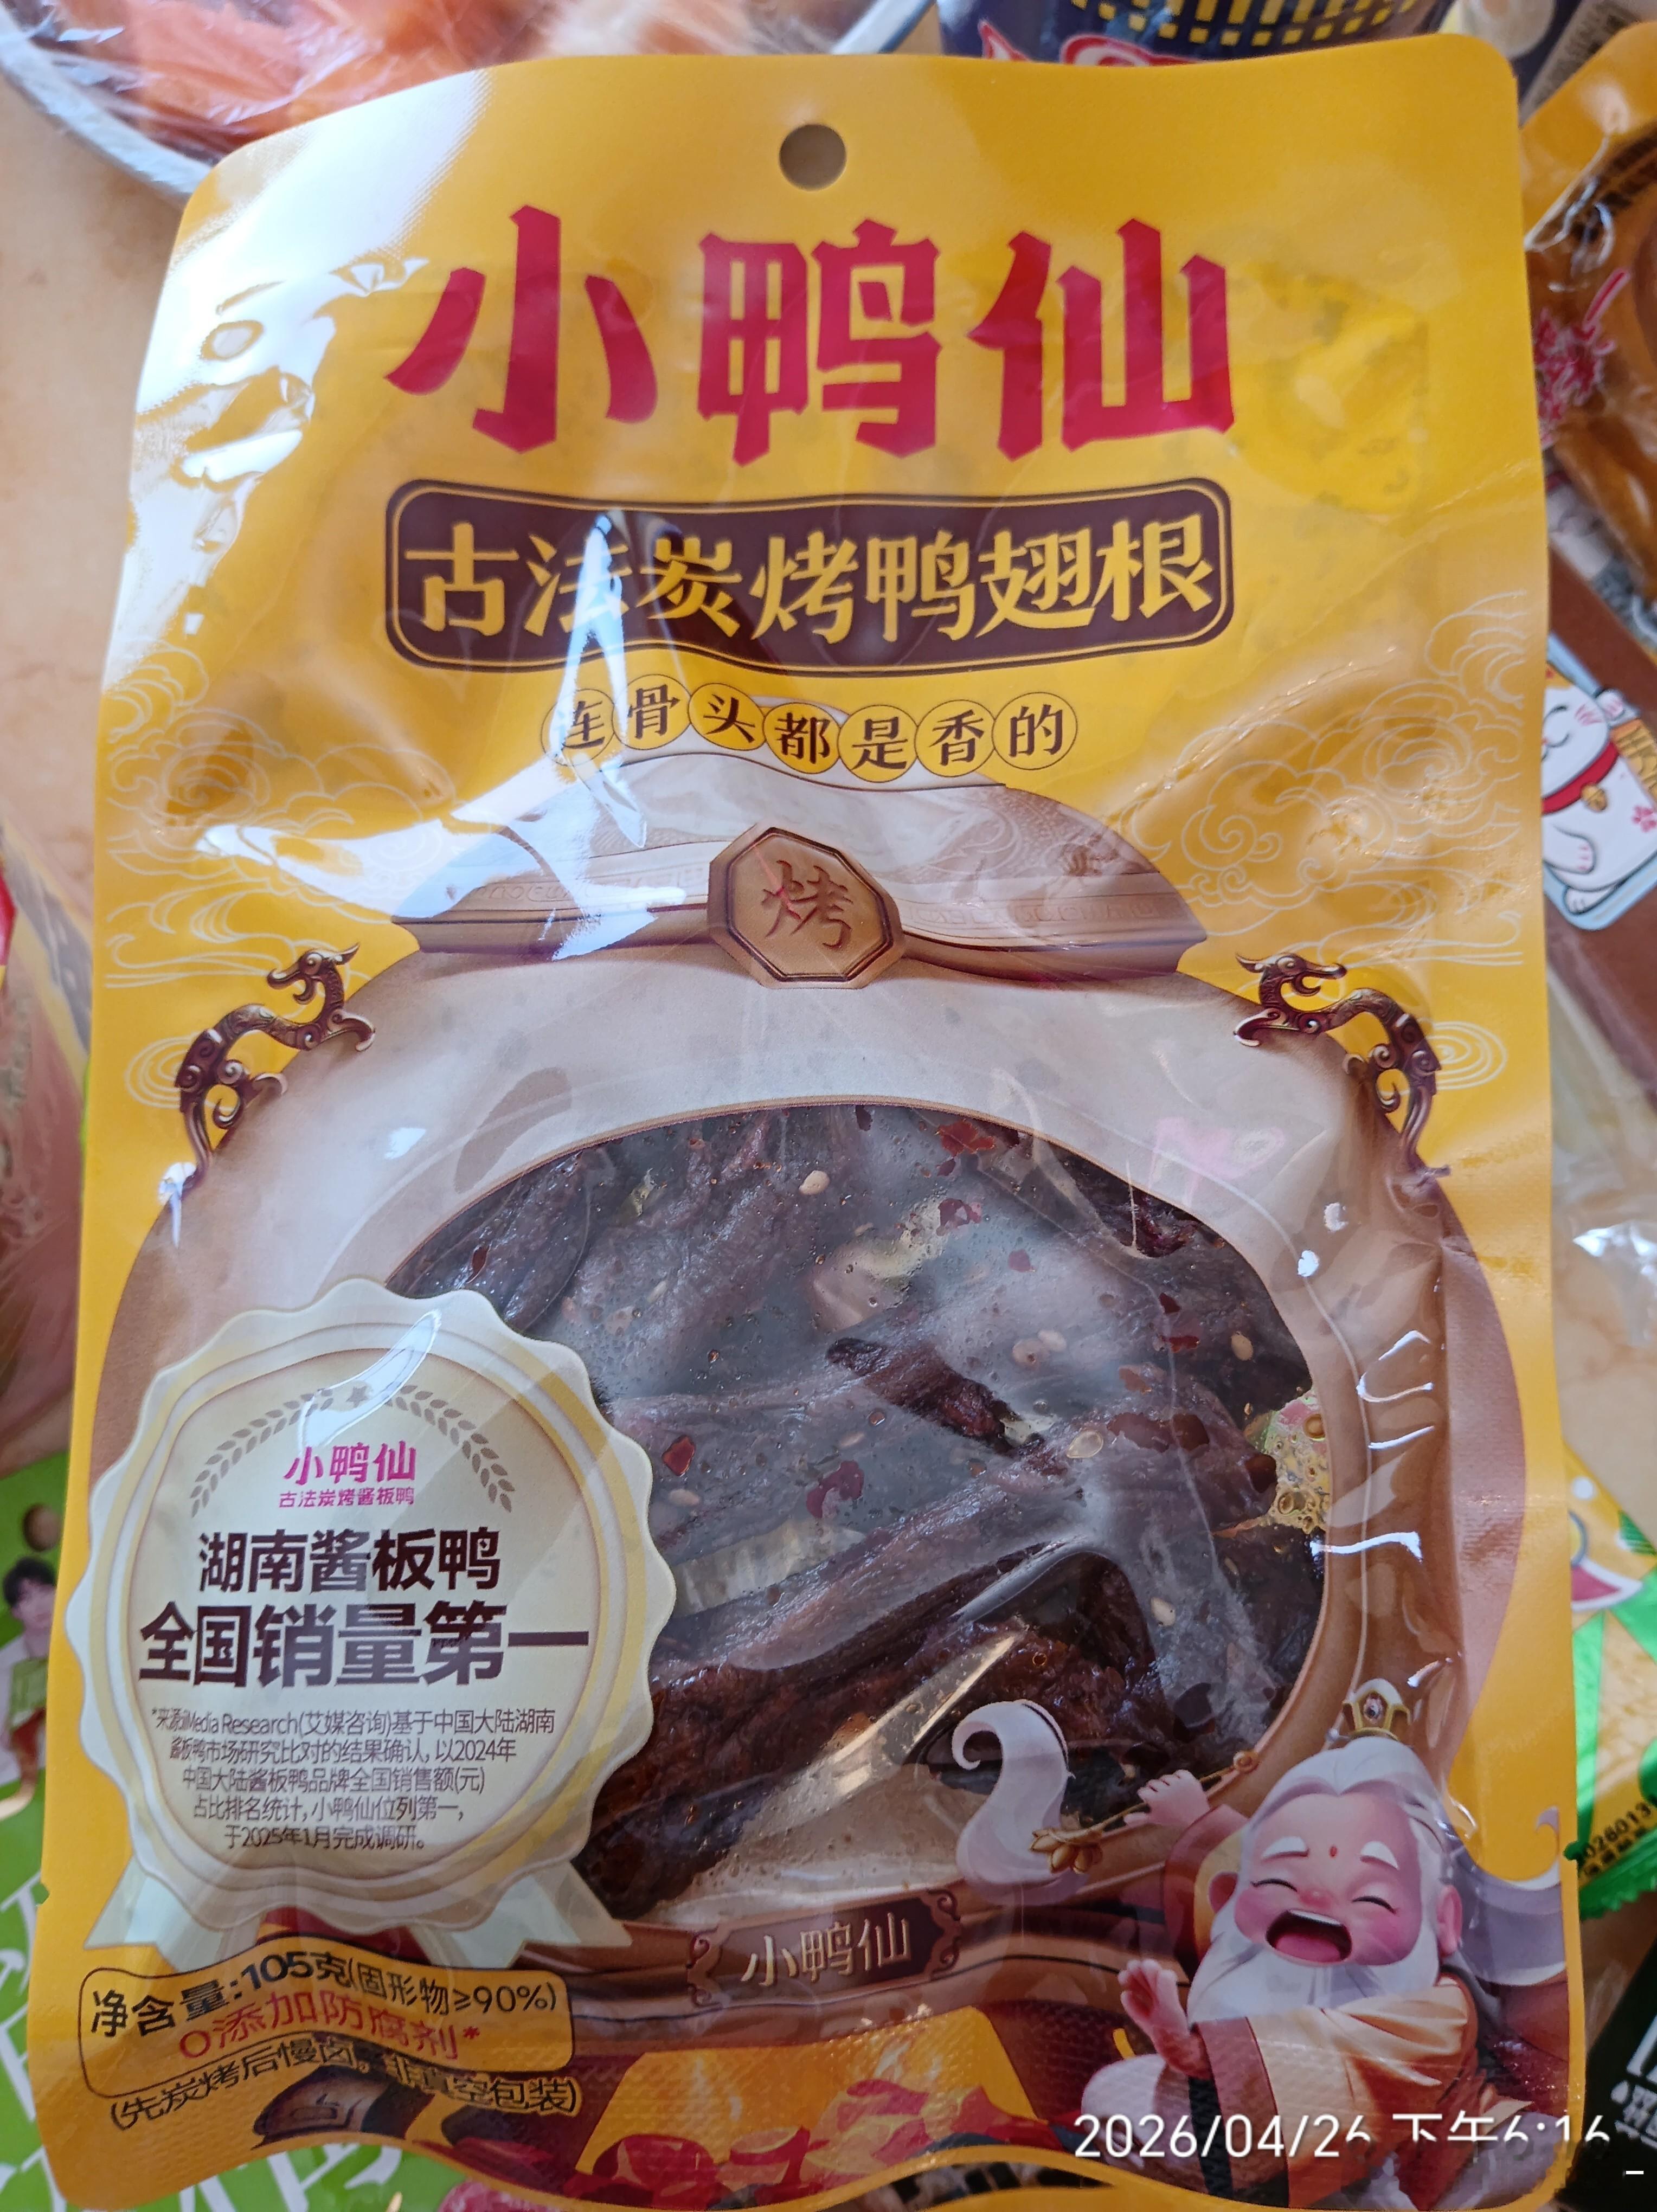 小鸭仙
古法炭烤鸭翅根
连骨头都是香的
烤
小鸭仙
古法炭烤酱板鸭
湖南酱板鸭
全国销量第一
*来源iMedia Research(艾媒咨询)基于中国大陆湖南
酱板鸭市场研究比对的结果确认,以2024年
中国大陆酱板鸭品牌全国销售额(元)
占比排名统计,小鸭仙位列第一,
于2025年1月完成调研。
小鸭仙
净含量:105克(固形物≥90%)
0添加防腐剂*
(先炭烤后慢卤,非真空包装)
2026/04/26 下午6:16